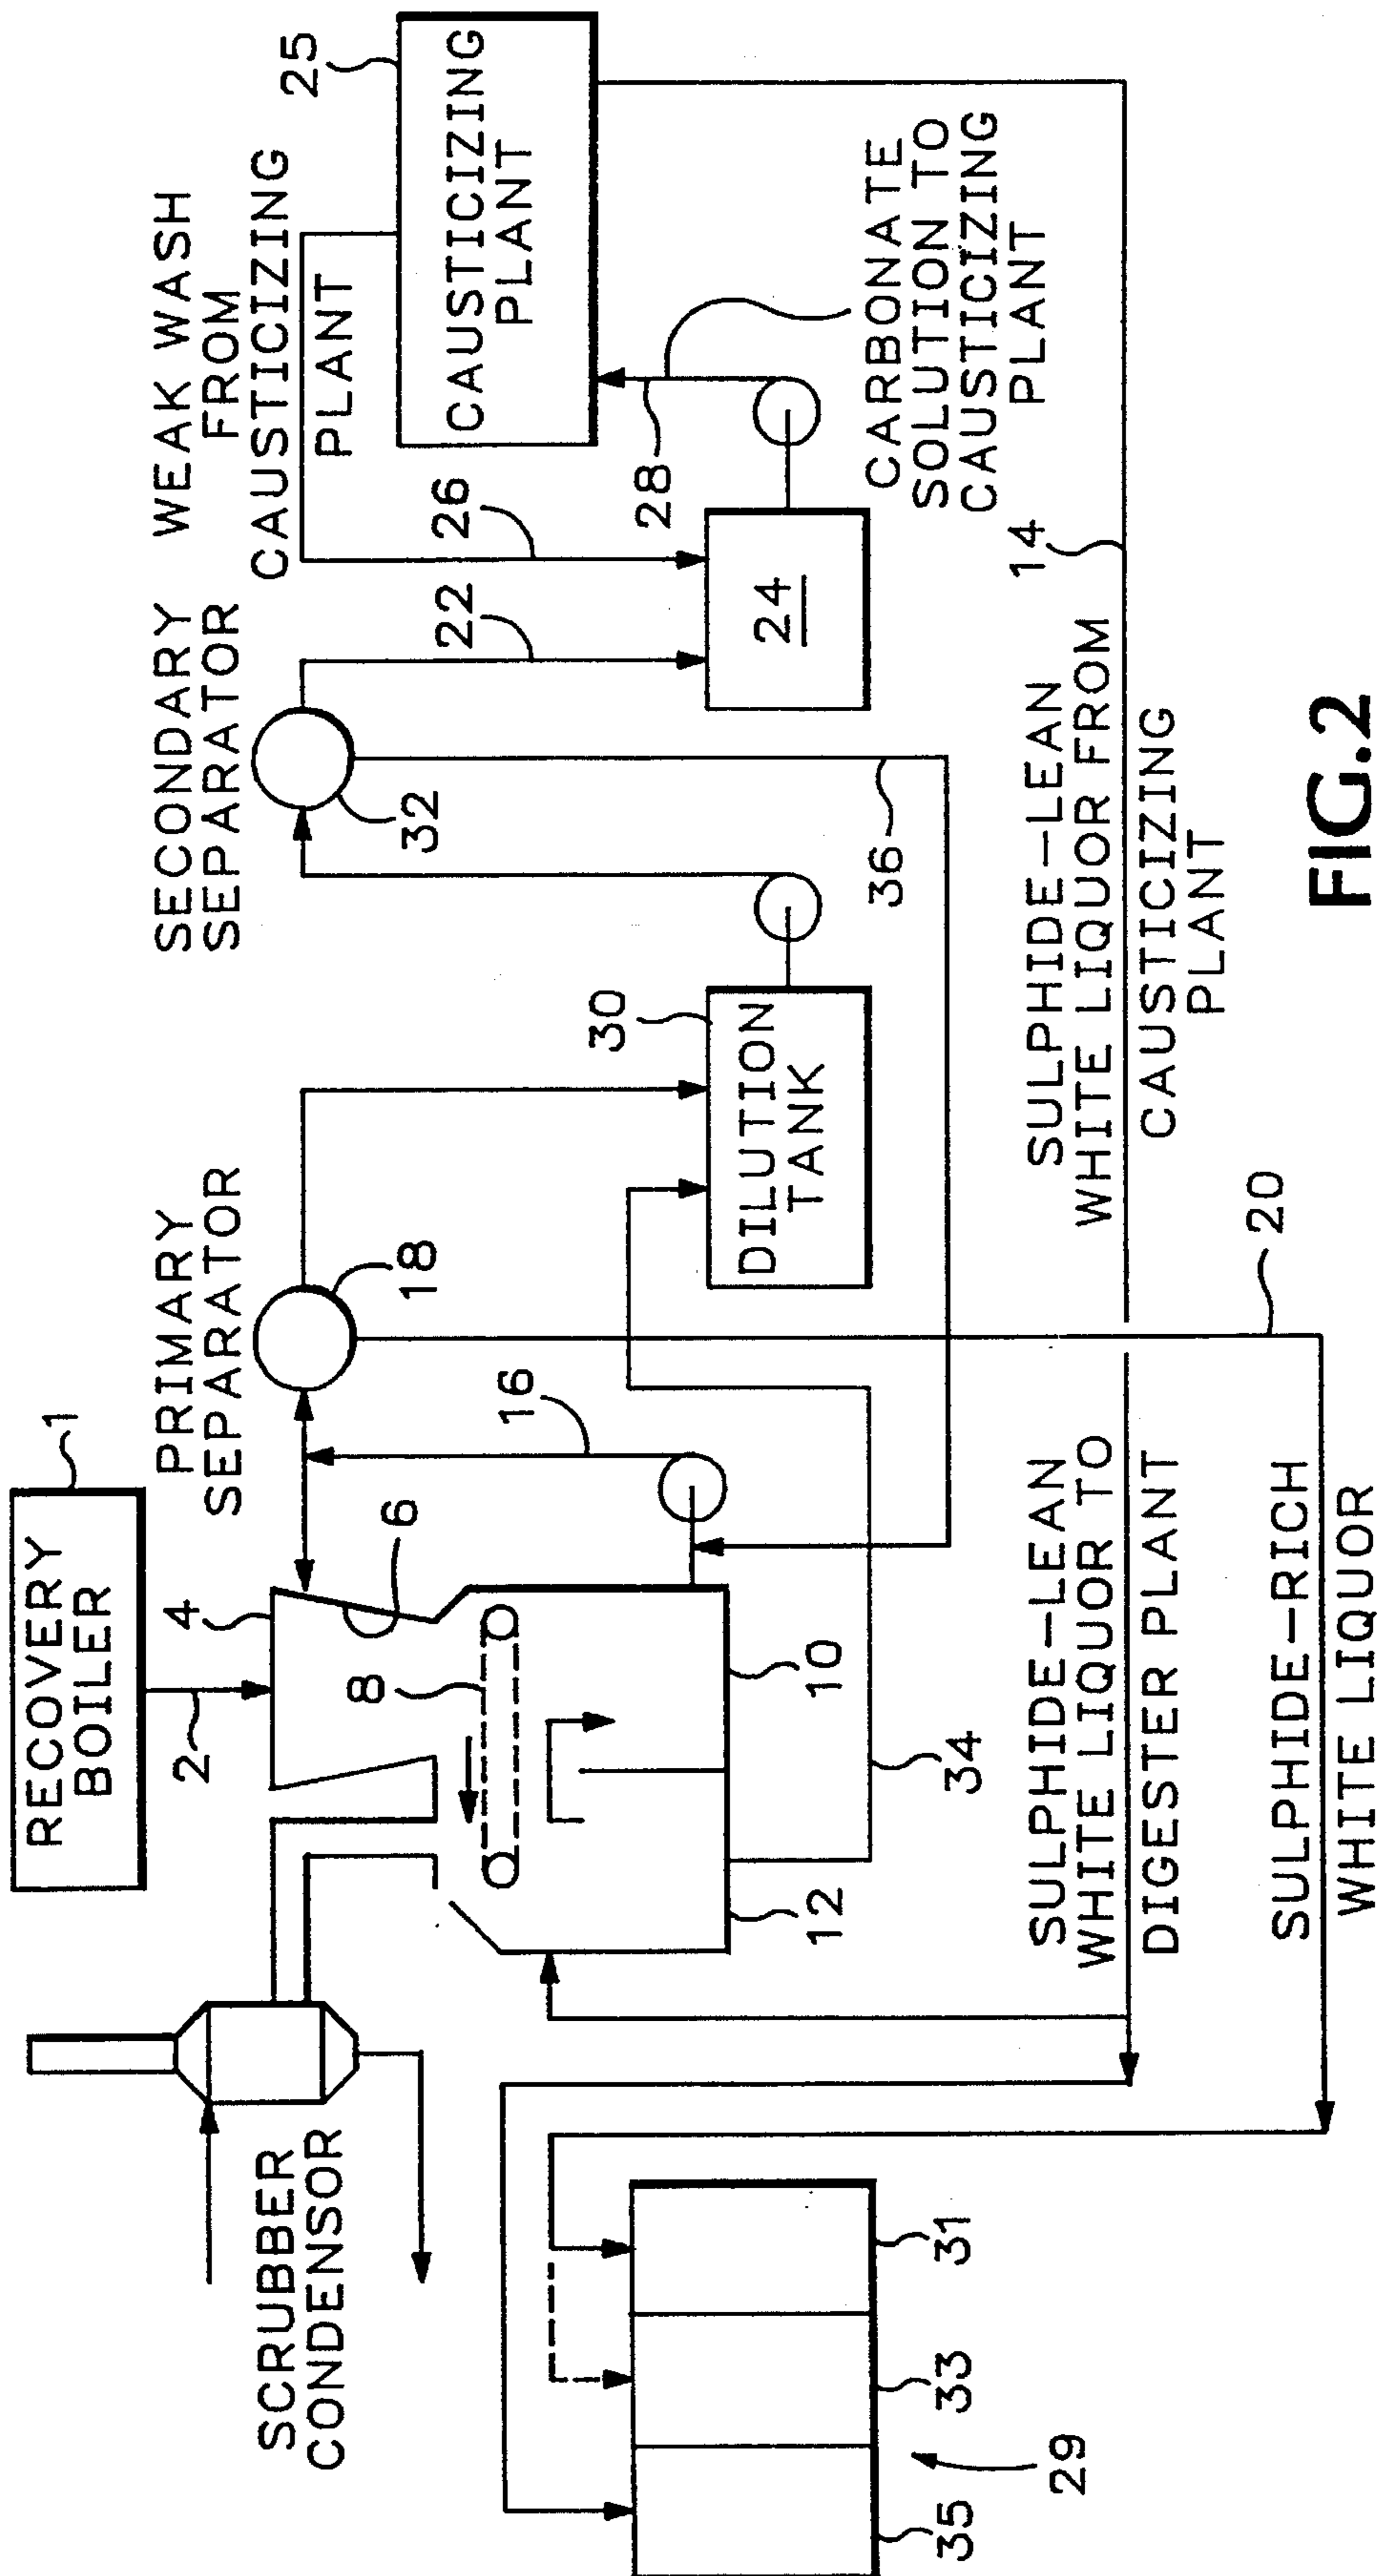 RECOVERY
BOILER
1
2
4
6
8
10
12
16
34
SCRUBBER
CONDENSOR
PRIMARY
SEPARATOR
18
DILUTION
TANK
30
SECONDARY
SEPARATOR
32
36
22
26
24
28
WEAK WASH
FROM
CAUSTICIZING
PLANT
25
CAUSTICIZING
PLANT
CARBONATE
SOLUTION TO
CAUSTICIZING
PLANT
14
SULPHIDE-LEAN
WHITE LIQUOR FROM
CAUSTICIZING
PLANT
SULPHIDE-LEAN
WHITE LIQUOR TO
DIGESTER PLANT
20
SULPHIDE-RICH
WHITE LIQUOR
31
33
35
29
FIG.2